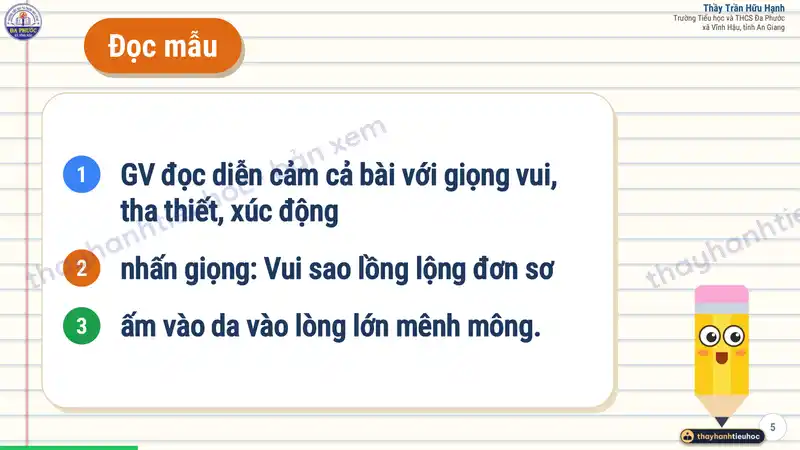 Thầy Trần Hữu Hạnh
Trường Tiểu học và THCS Đa Phước
xã Vĩnh Hậu, tỉnh An Giang
ĐA PHƯỚC
Đọc mẫu
1 GV đọc diễn cảm cả bài với giọng vui,
tha thiết, xúc động
2 nhấn giọng: Vui sao lồng lộng đơn sơ
3 ấm vào da vào lòng lớn mênh mông.
thayhanhtieuhoc
5